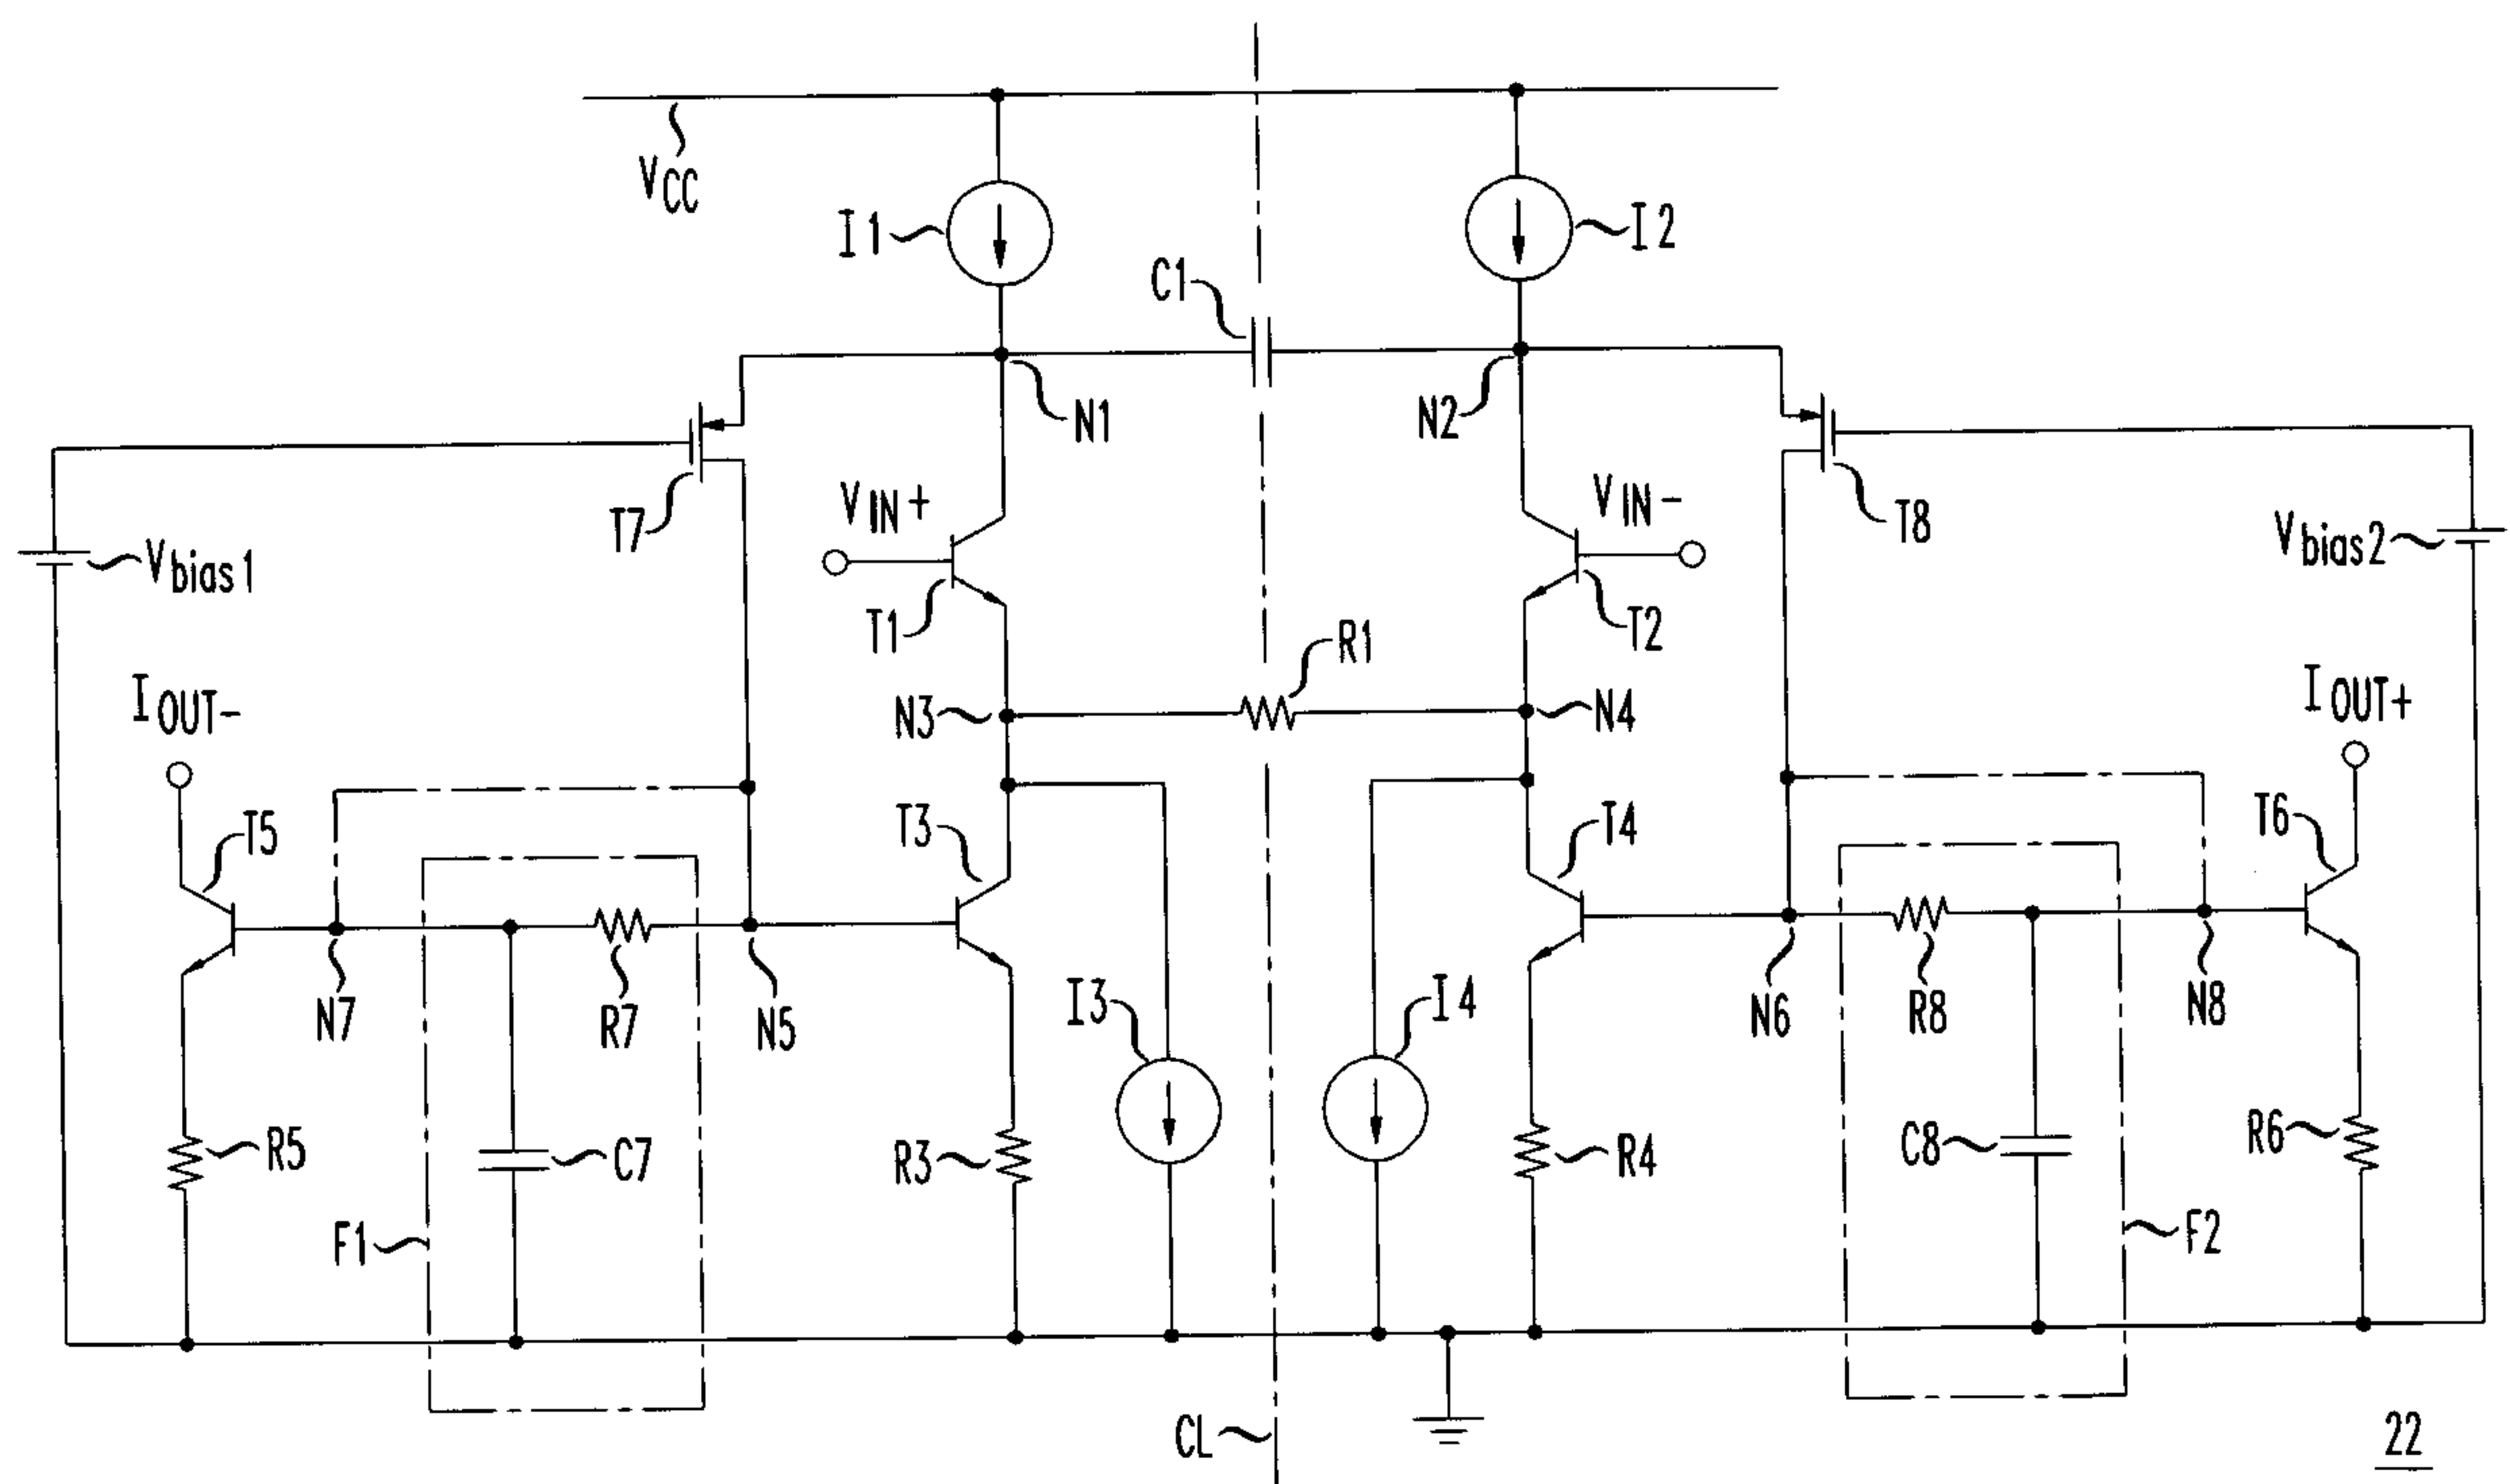 VCC
I1
I2
C1
N1
N2
T7
VIN+
VIN-
T8
Vbias1
Vbias2
T1
T2
R1
IOUT-
N3
N4
IOUT+
T5
T3
T4
T6
N7
R7
N5
I3
I4
N6
R8
N8
R5
C7
R3
R4
C8
R6
F1
F2
CL
22